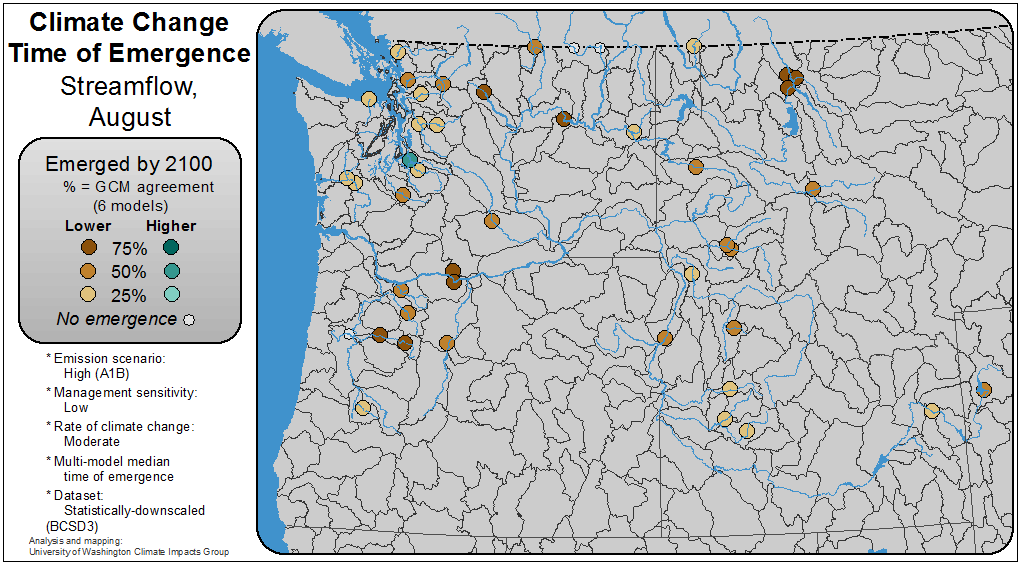 Climate Change
Time of Emergence
Streamflow,
August
Emerged by 2100
% = GCM agreement
(6 models)
Lower Higher
75%
50%
25%
No emergence
* Emission scenario:
High (A1B)
* Management sensitivity:
Low
* Rate of climate change:
Moderate
* Multi-model median
time of emergence
* Dataset:
Statistically-downscaled
(BCSD3)
Analysis and mapping:
University of Washington Climate Impacts Group